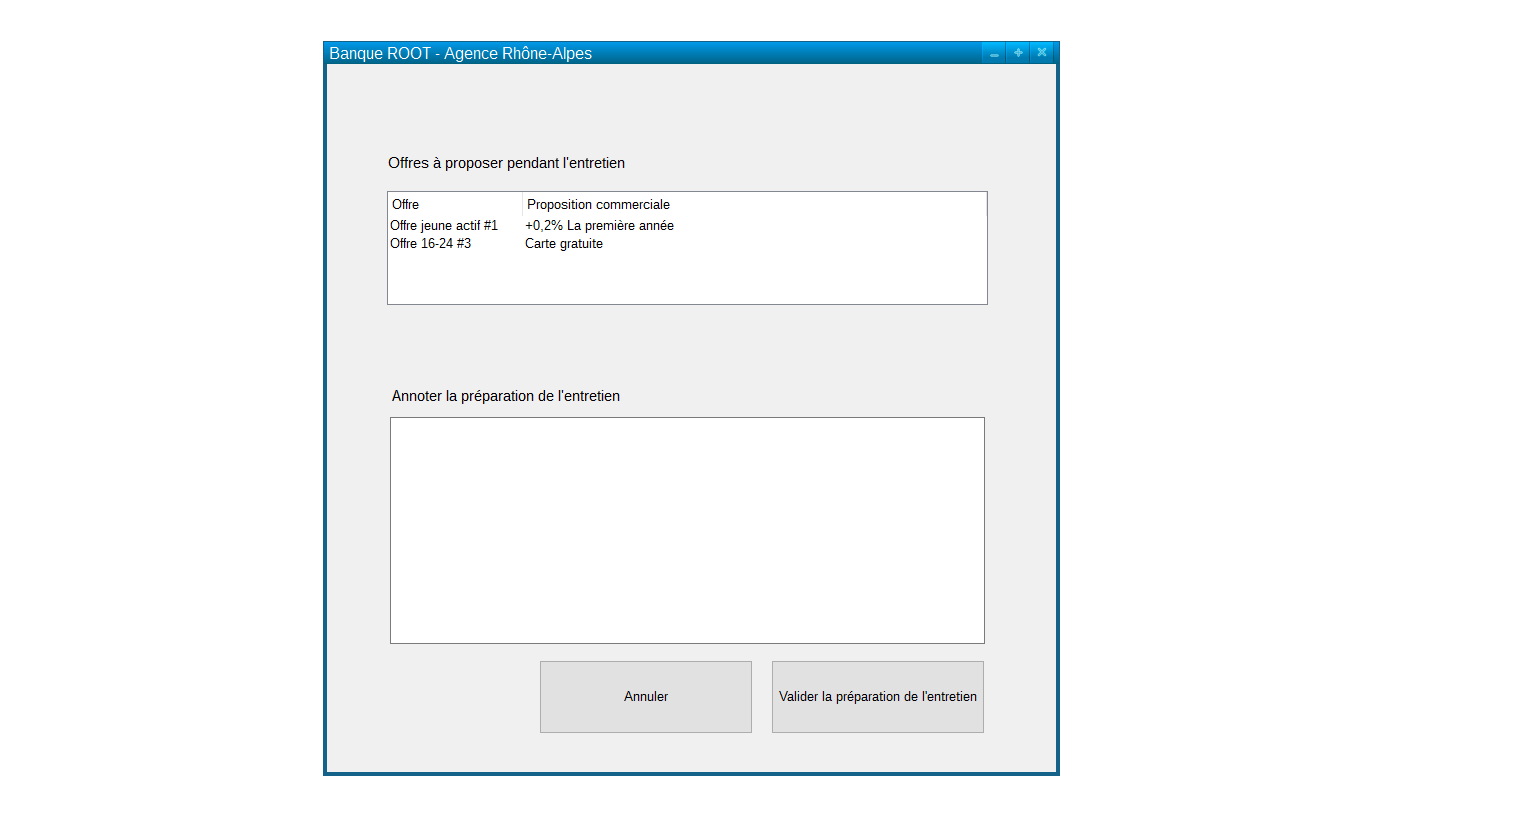 Banque ROOT - Agence Rhône-Alpes
Offres à proposer pendant l'entretien
Offre Proposition commerciale
Offre jeune actif #1 +0,2% La première année
Offre 16-24 #3 Carte gratuite
Annoter la préparation de l'entretien
Annuler Valider la préparation de l'entretien